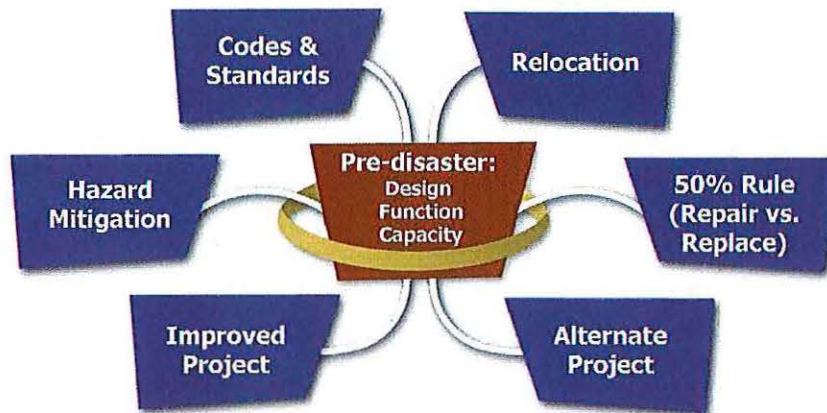 Codes &
Standards
Relocation
Hazard
Mitigation
Pre-disaster:
Design
Function
Capacity
50% Rule
(Repair vs.
Replace)
Improved
Project
Alternate
Project